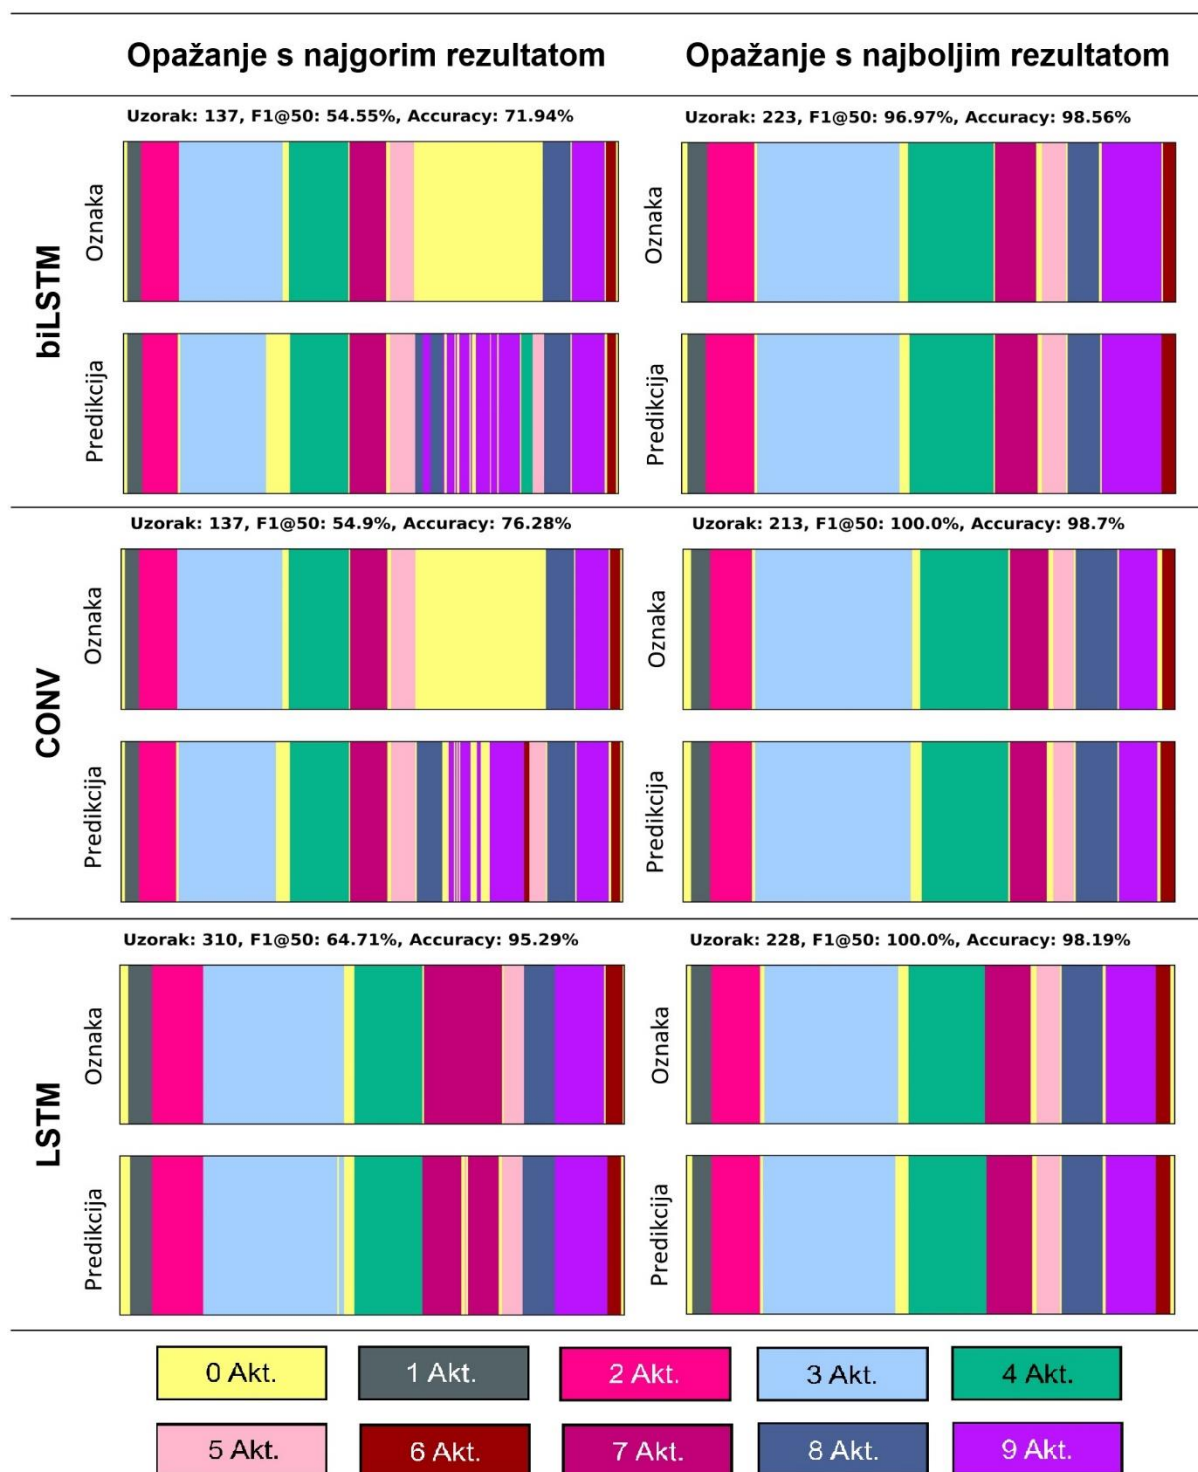 Opažanje s najgorim rezultatom
Opažanje s najboljim rezultatom
biLSTM
Uzorak: 137, F1@50: 54.55%, Accuracy: 71.94%
Oznaka
Predikcija
Uzorak: 223, F1@50: 96.97%, Accuracy: 98.56%
Oznaka
Predikcija
CONV
Uzorak: 137, F1@50: 54.9%, Accuracy: 76.28%
Oznaka
Predikcija
Uzorak: 213, F1@50: 100.0%, Accuracy: 98.7%
Oznaka
Predikcija
LSTM
Uzorak: 310, F1@50: 64.71%, Accuracy: 95.29%
Oznaka
Predikcija
Uzorak: 228, F1@50: 100.0%, Accuracy: 98.19%
Oznaka
Predikcija
0 Akt.
1 Akt.
2 Akt.
3 Akt.
4 Akt.
5 Akt.
6 Akt.
7 Akt.
8 Akt.
9 Akt.